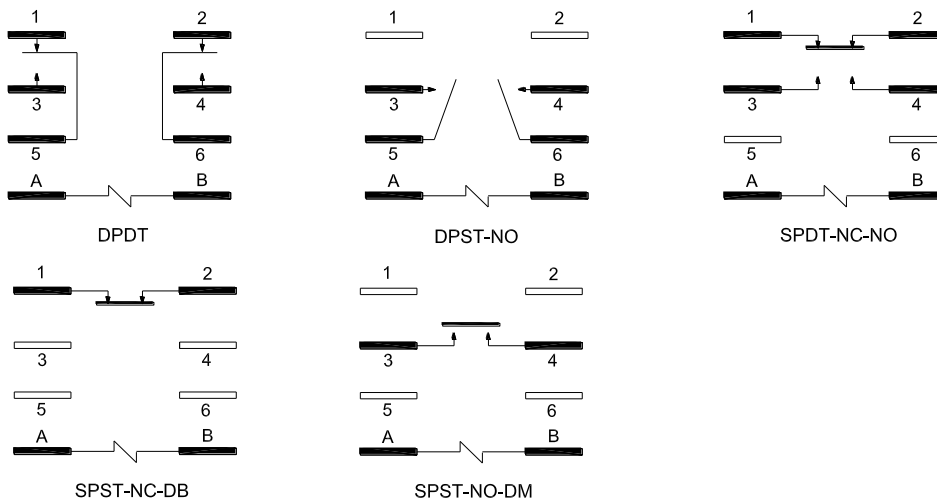 1 2
3 4
5 6
A B
DPDT
1 2
3 4
5 6
A B
DPST-NO
1 2
3 4
5 6
A B
SPDT-NC-NO
1 2
3 4
5 6
A B
SPST-NC-DB
1 2
3 4
5 6
A B
SPST-NO-DM